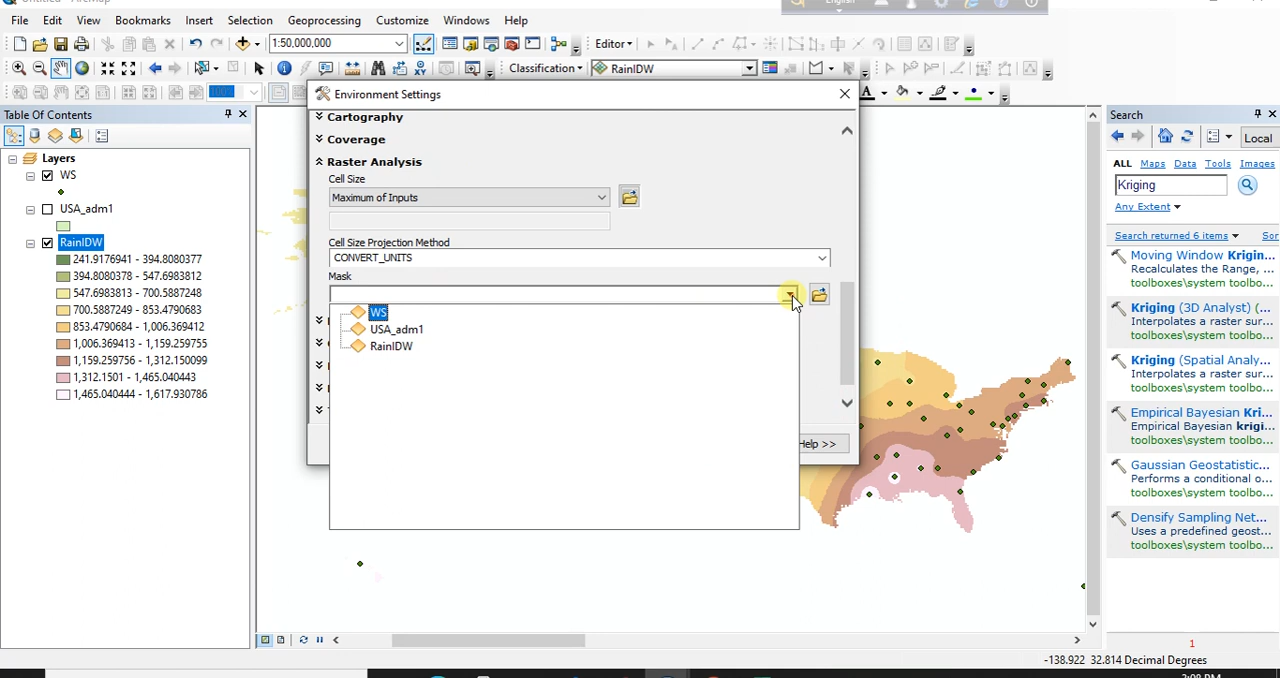 Untitled - ArcMap
English
File Edit View Bookmarks Insert Selection Geoprocessing Customize Windows Help
1:50,000,000
Editor
Classification RainIDW
100%
A
Table Of Contents
Layers
WS
USA_adm1
RainIDW
241.9176941 - 394.8080377
394.8080378 - 547.6983812
547.6983813 - 700.5887248
700.5887249 - 853.4790683
853.4790684 - 1,006.369412
1,006.369413 - 1,159.259755
1,159.259756 - 1,312.150099
1,312.1501 - 1,465.040443
1,465.040444 - 1,617.930786
Environment Settings
Cartography
Coverage
Raster Analysis
Cell Size
Maximum of Inputs
Cell Size Projection Method
CONVERT_UNITS
Mask
WS
USA_adm1
RainIDW
Help >>
Search
Local
ALL Maps Data Tools Images
Kriging
Any Extent
Search returned 6 items Sor
Moving Window Krigin...
Recalculates the Range, ...
toolboxes\system toolbo...
Kriging (3D Analyst) (...
Interpolates a raster sur...
toolboxes\system toolbo...
Kriging (Spatial Analy...
Interpolates a raster sur...
toolboxes\system toolbo...
Empirical Bayesian Kri...
Empirical Bayesian krigi...
toolboxes\system toolbo...
Gaussian Geostatistic...
Performs a conditional o...
toolboxes\system toolbo...
Densify Sampling Net...
Uses a predefined geost...
toolboxes\system toolbo...
1
-138.922 32.814 Decimal Degrees
2:08 PM